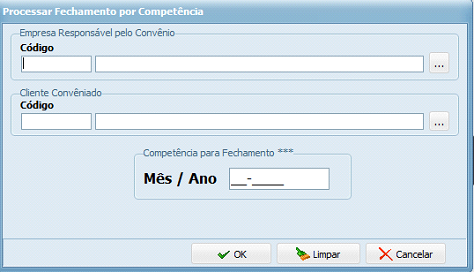 Processar Fechamento por Competência
Empresa Responsável pelo Convênio
Código
...
Cliente Convêniado
Código
...
Competência para Fechamento ***
Mês / Ano __-____
OK Limpar Cancelar